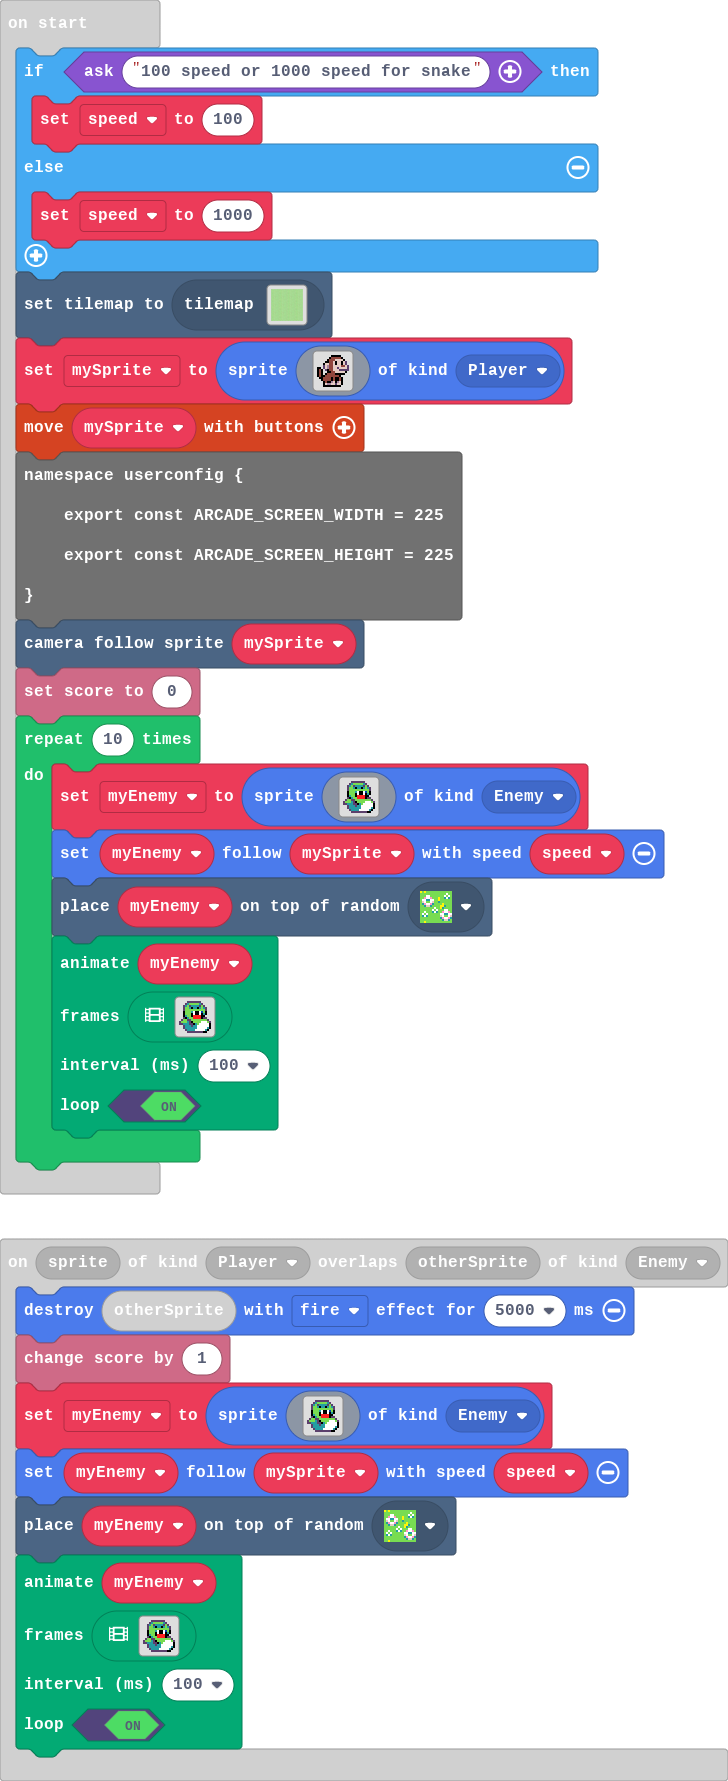 on start
if ask "100 speed or 1000 speed for snake" then
set speed to 100
else
set speed to 1000
set tilemap to tilemap
set mySprite to sprite of kind Player
move mySprite with buttons
namespace userconfig {
export const ARCADE_SCREEN_WIDTH = 225
export const ARCADE_SCREEN_HEIGHT = 225
}
camera follow sprite mySprite
set score to 0
repeat 10 times
do
set myEnemy to sprite of kind Enemy
set myEnemy follow mySprite with speed speed
place myEnemy on top of random
animate myEnemy
frames
interval (ms) 100
loop ON
on sprite of kind Player overlaps otherSprite of kind Enemy
destroy otherSprite with fire effect for 5000 ms
change score by 1
set myEnemy to sprite of kind Enemy
set myEnemy follow mySprite with speed speed
place myEnemy on top of random
animate myEnemy
frames
interval (ms) 100
loop ON